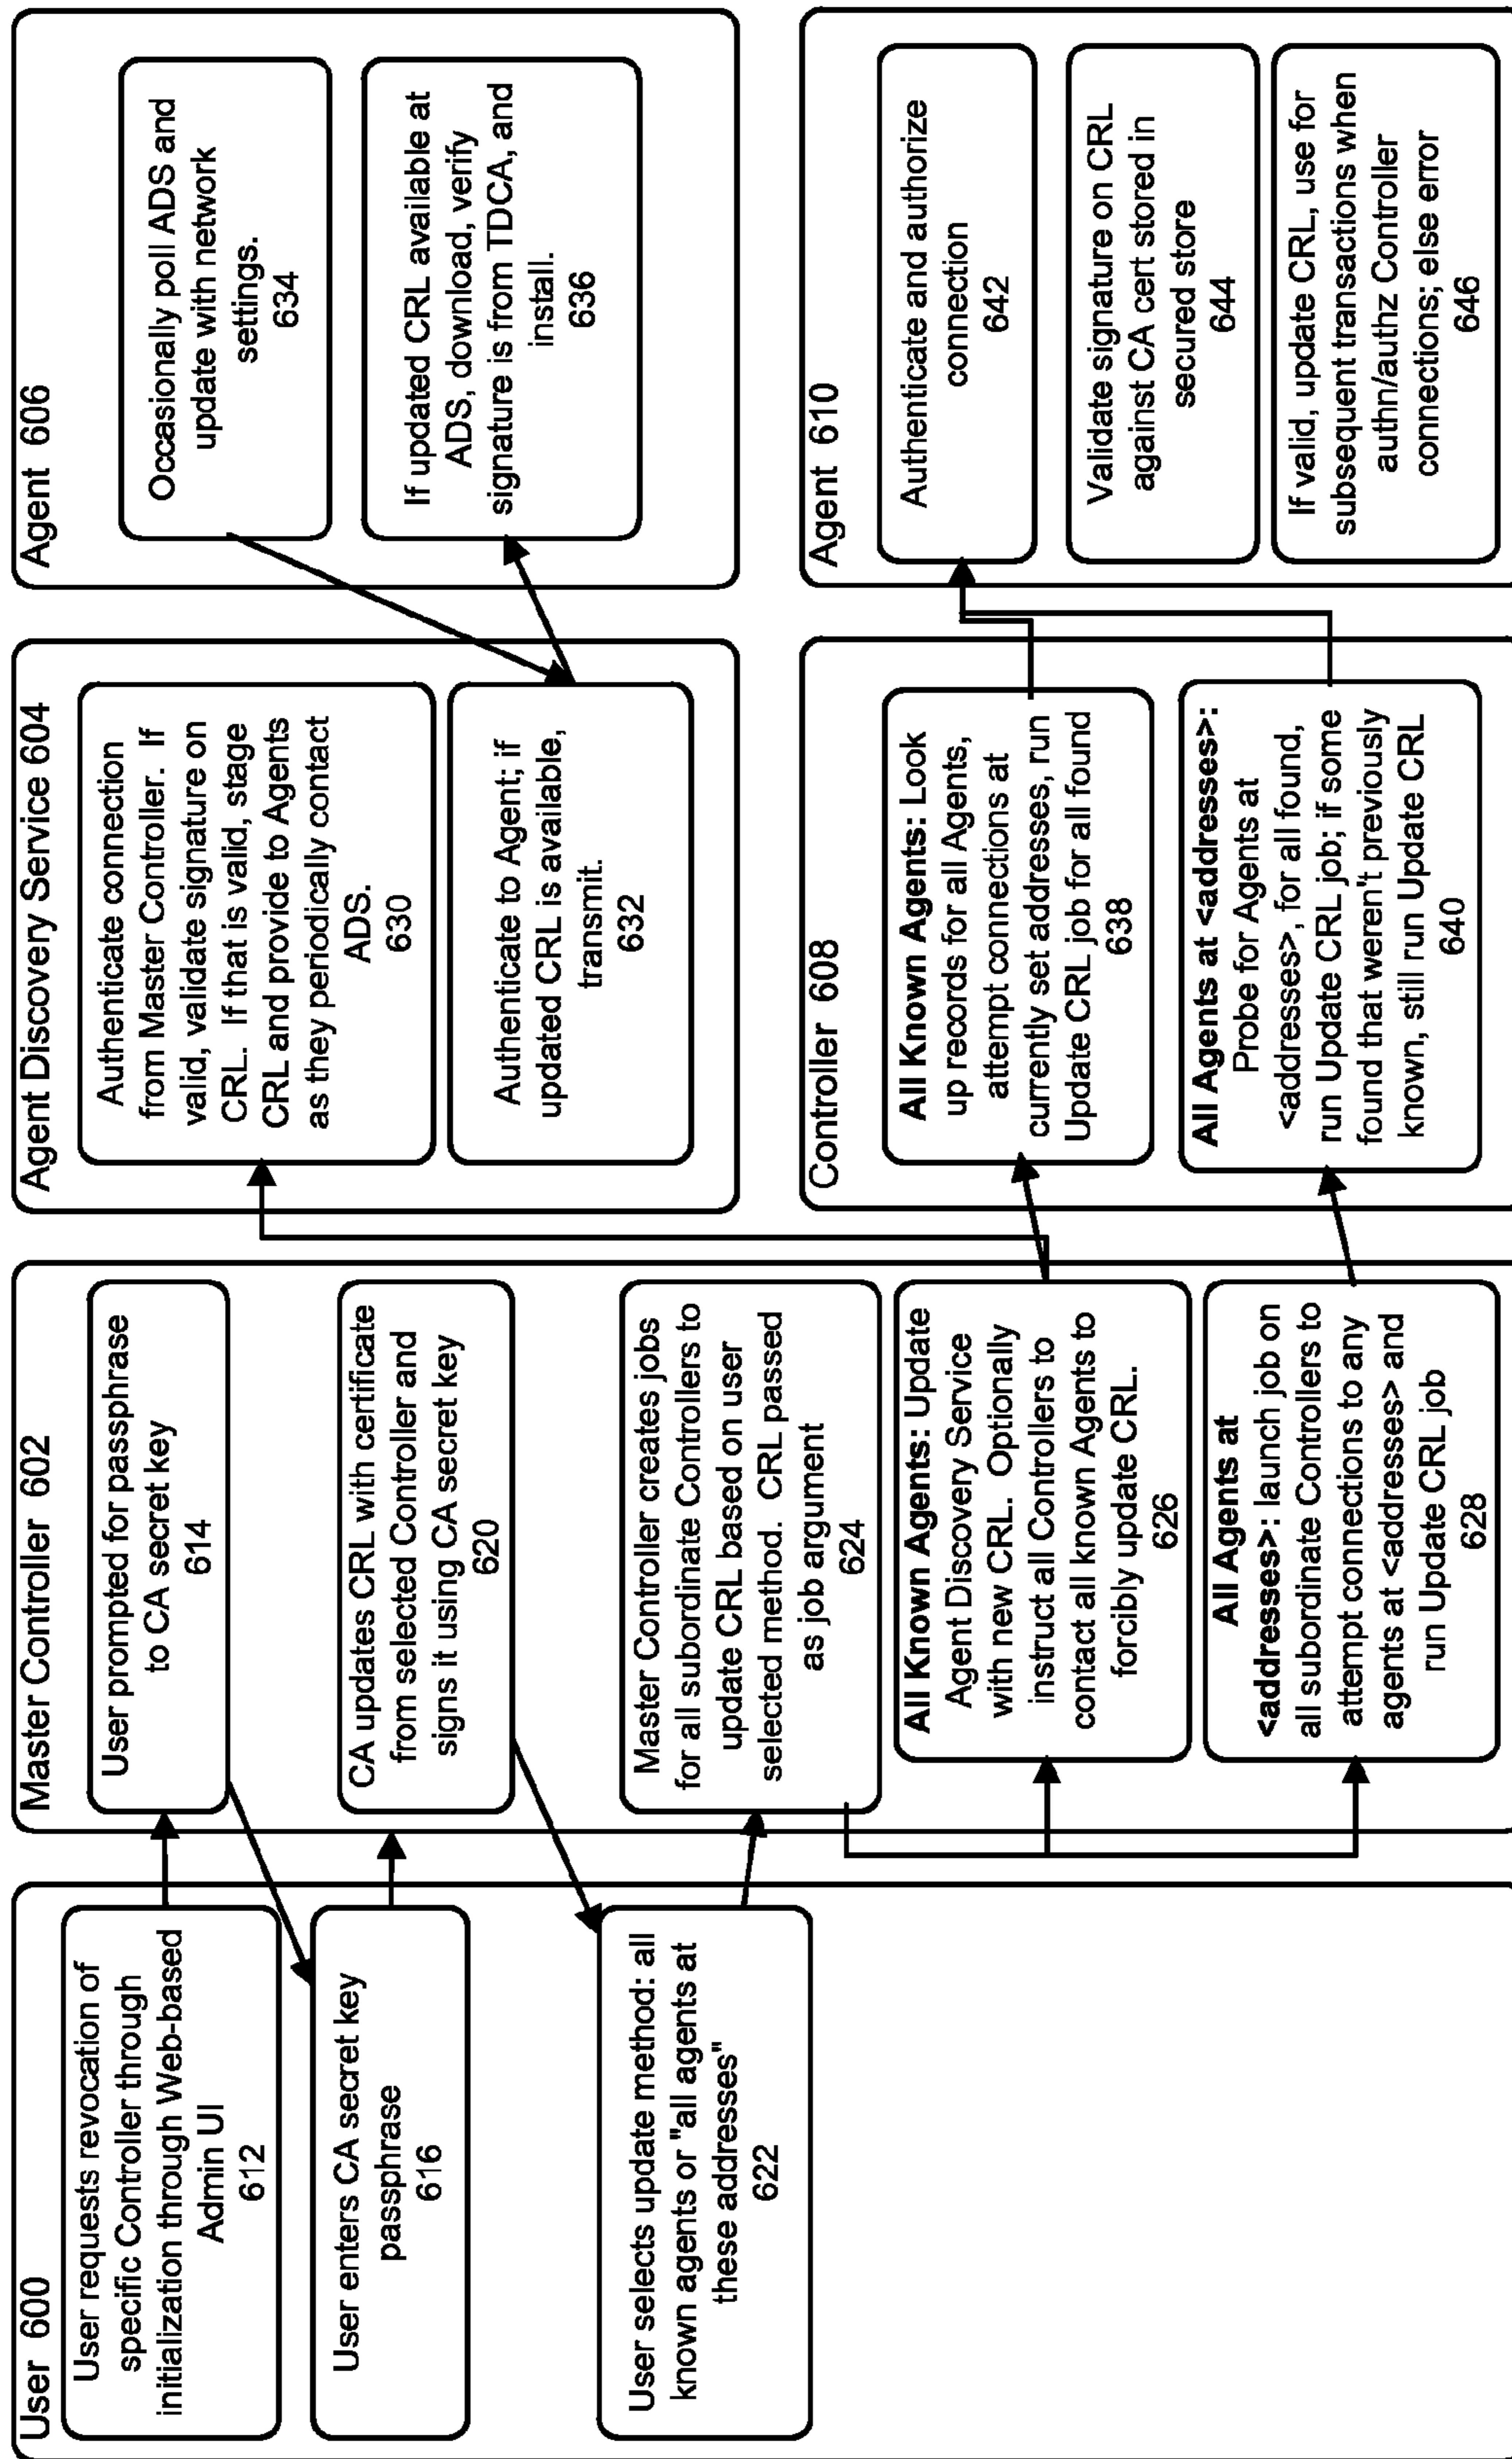 User 600
User requests revocation of
specific Controller through
initialization through Web-based
Admin UI
612
User enters CA secret key
passphrase
616
User selects update method: all
known agents or "all agents at
these addresses"
622
Master Controller 602
User prompted for passphrase
to CA secret key
614
CA updates CRL with certificate
from selected Controller and
signs it using CA secret key
620
Master Controller creates jobs
for all subordinate Controllers to
update CRL based on user
selected method. CRL passed
as job argument
624
All Known Agents: Update
Agent Discovery Service
with new CRL. Optionally
instruct all Controllers to
contact all known Agents to
forcibly update CRL.
626
All Agents at
<addresses>: launch job on
all subordinate Controllers to
attempt connections to any
agents at <addresses> and
run Update CRL job
628
Agent Discovery Service 604
Authenticate connection
from Master Controller. If
valid, validate signature on
CRL. If that is valid, stage
CRL and provide to Agents
as they periodically contact
ADS.
630
Authenticate to Agent; if
updated CRL is available,
transmit.
632
Controller 608
All Known Agents: Look
up records for all Agents,
attempt connections at
currently set addresses, run
Update CRL job for all found
638
All Agents at <addresses>:
Probe for Agents at
<addresses>, for all found,
run Update CRL job; if some
found that weren't previously
known, still run Update CRL
640
Agent 606
Occasionally poll ADS and
update with network
settings.
634
If updated CRL available at
ADS, download, verify
signature is from TDCA, and
install.
636
Agent 610
Authenticate and authorize
connection
642
Validate signature on CRL
against CA cert stored in
secured store
644
If valid, update CRL, use for
subsequent transactions when
authn/authz Controller
connections; else error
646